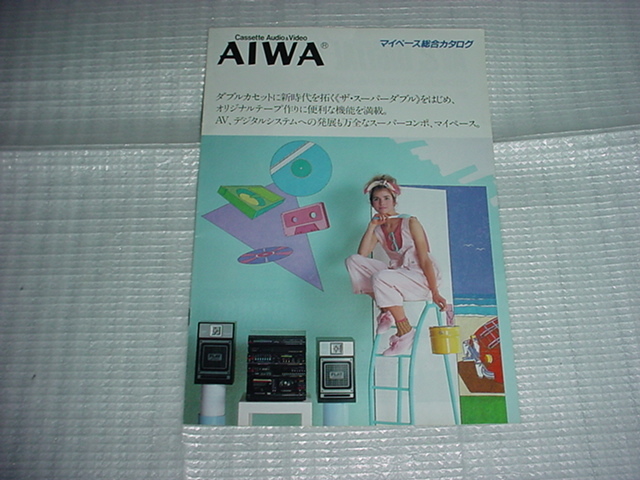 Cassette Audio & Video
AIWA®
マイペース総合カタログ
ダブルカセットに新時代を拓く《ザ・スーパーダブル》をはじめ、
オリジナルテープ作りに便利な機能を満載。
AV、デジタルシステムへの発展も万全なスーパーコンポ、マイペース。